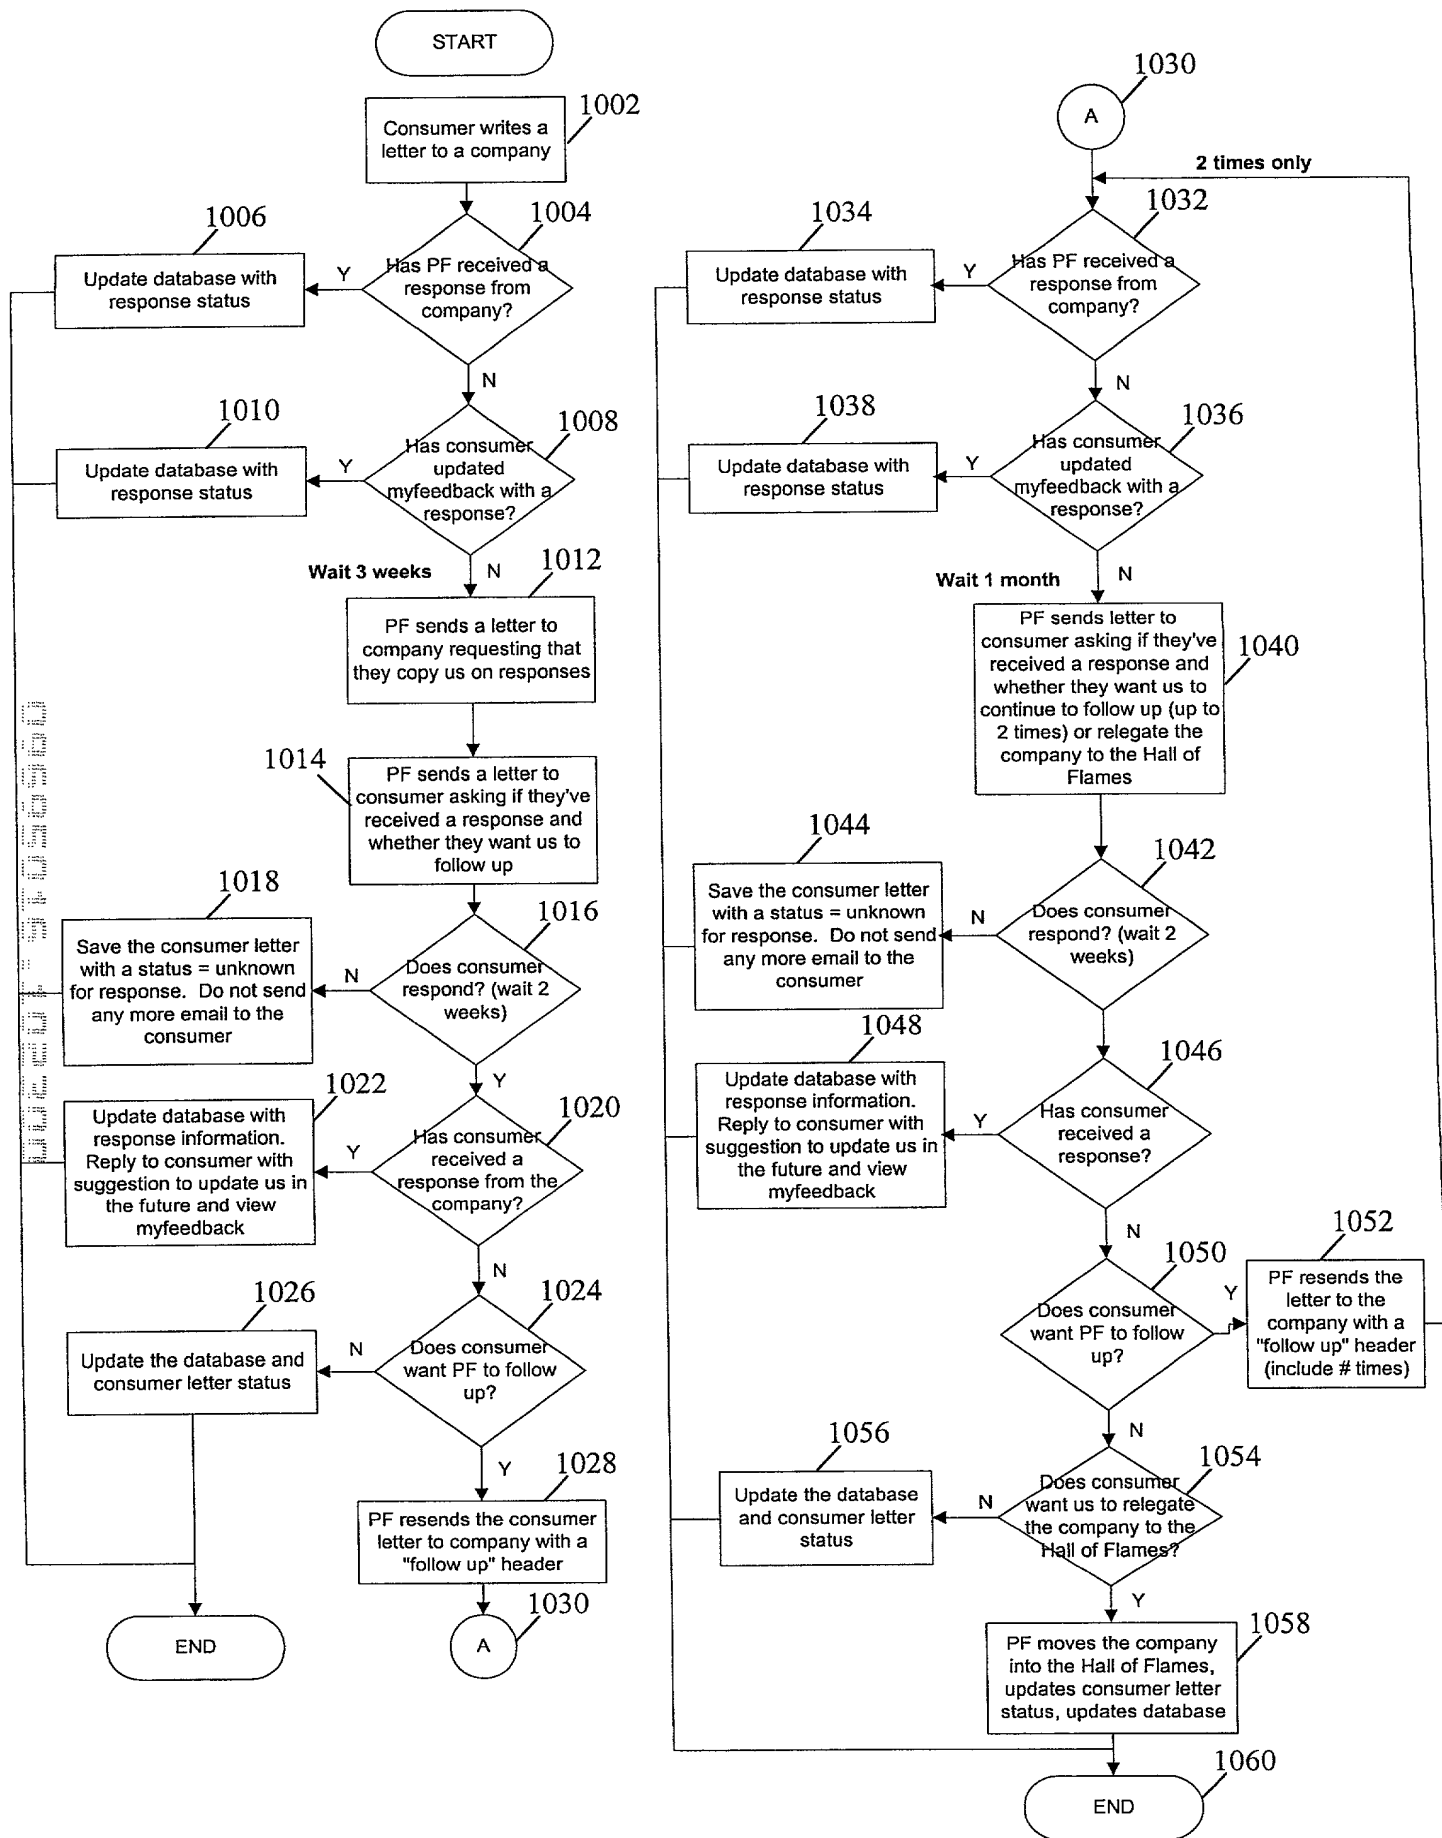 START
1002
Consumer writes a
letter to a company
1004
Has PF received a
response from
company?
Y
1006
Update database with
response status
N
1008
Has consumer
updated
myfeedback with a
response?
Y
1010
Update database with
response status
Wait 3 weeks
N
1012
PF sends a letter to
company requesting that
they copy us on responses
1014
PF sends a letter to
consumer asking if they've
received a response and
whether they want us to
follow up
1016
Does consumer
respond? (wait 2
weeks)
N
1018
Save the consumer letter
with a status = unknown
for response. Do not send
any more email to the
consumer
Y
1020
Has consumer
received a
response from the
company?
Y
1022
Update database with
response information.
Reply to consumer with
suggestion to update us in
the future and view
myfeedback
N
1024
Does consumer
want PF to follow
up?
N
1026
Update the database and
consumer letter status
Y
1028
PF resends the consumer
letter to company with a
"follow up" header
1030
A
END
1030
A
2 times only
1032
Has PF received a
response from
company?
Y
1034
Update database with
response status
N
1036
Has consumer
updated
myfeedback with a
response?
Y
1038
Update database with
response status
Wait 1 month
N
1040
PF sends letter to
consumer asking if they've
received a response and
whether they want us to
continue to follow up (up to
2 times) or relegate the
company to the Hall of
Flames
1042
Does consumer
respond? (wait 2
weeks)
N
1044
Save the consumer letter
with a status = unknown
for response. Do not send
any more email to the
consumer
1046
Has consumer
received a
response?
Y
1048
Update database with
response information.
Reply to consumer with
suggestion to update us in
the future and view
myfeedback
N
1050
Does consumer
want PF to follow
up?
Y
1052
PF resends the
letter to the
company with a
"follow up" header
(include # times)
N
1054
Does consumer
want us to relegate
the company to the
Hall of Flames?
N
1056
Update the database
and consumer letter
status
Y
1058
PF moves the company
into the Hall of Flames,
updates consumer letter
status, updates database
1060
END